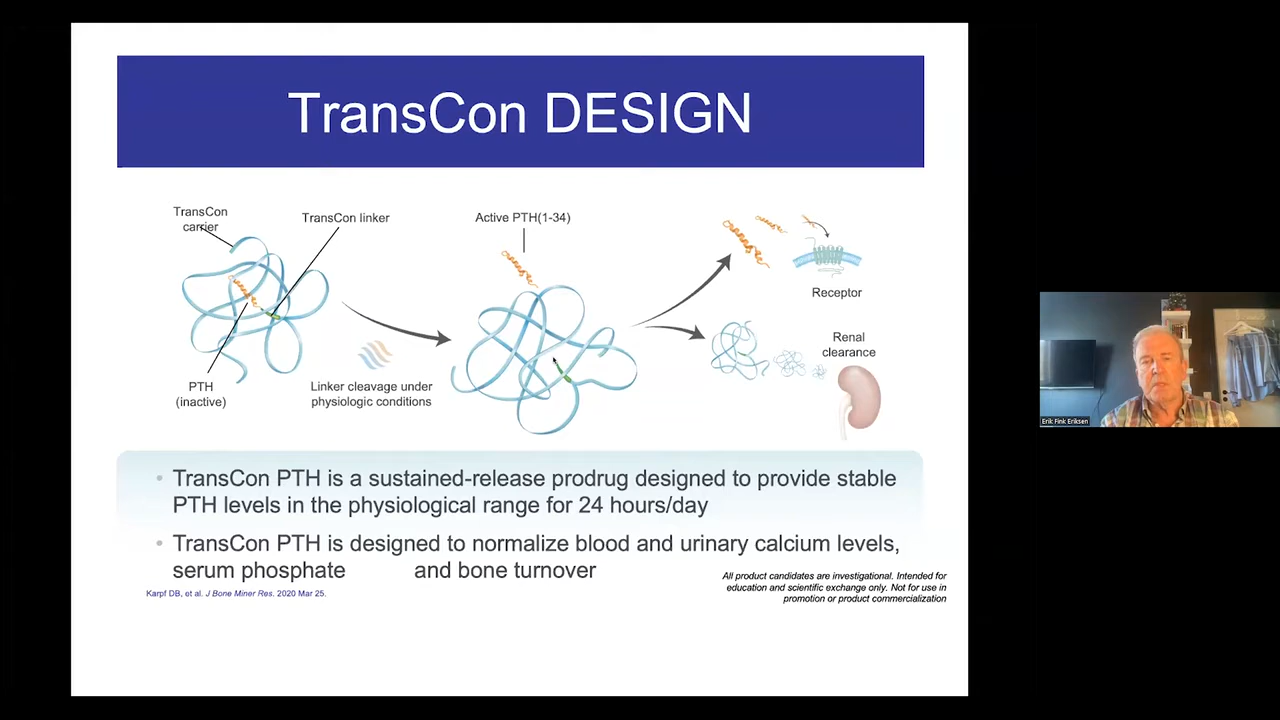 TransCon DESIGN
TransCon
carrier
TransCon linker
Active PTH(1-34)
Receptor
Renal
clearance
PTH
(inactive)
Linker cleavage under
physiologic conditions
• TransCon PTH is a sustained-release prodrug designed to provide stable
PTH levels in the physiological range for 24 hours/day
• TransCon PTH is designed to normalize blood and urinary calcium levels,
serum phosphate and bone turnover
All product candidates are investigational. Intended for
education and scientific exchange only. Not for use in
promotion or product commercialization
Karpf DB, et al. J Bone Miner Res. 2020 Mar 25.
Erik Fink Eriksen